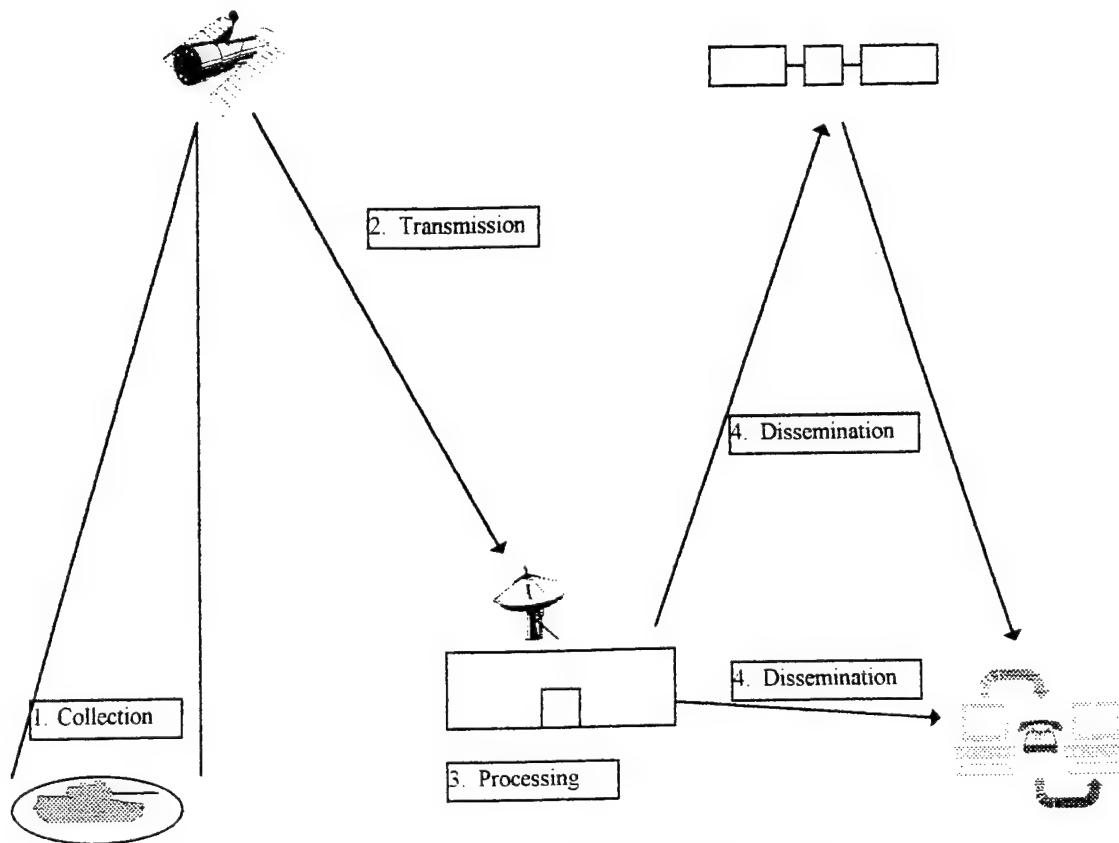 2. Transmission
4. Dissemination
4. Dissemination
1. Collection
3. Processing